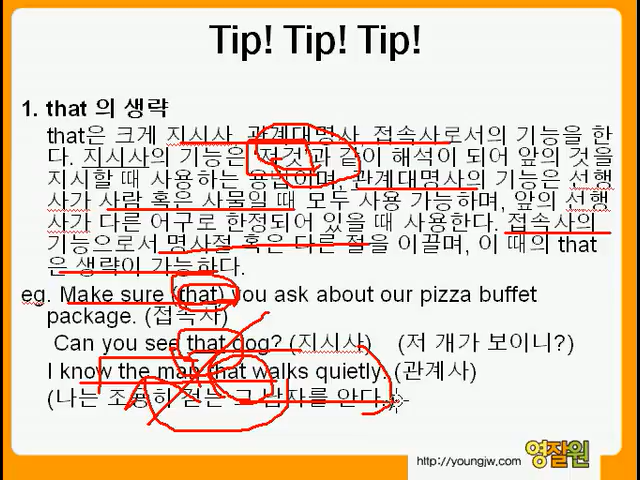 Tip! Tip! Tip!
1. that 의 생략
that은 크게 지시사, 관계대명사, 접속사로서의 기능을 한
다. 지시사의 기능은 '저것'과 같이 해석이 되어 앞의 것을
지시할 때 사용하는 용법이며, 관계대명사의 기능은 선행
사가 사람 혹은 사물일 때 모두 사용 가능하며, 앞의 선행
사가 다른 어구로 한정되어 있을 때 사용한다. 접속사의
기능으로서 명사절 혹은 다른 절을 이끌며, 이 때의 that
은 생략이 가능하다.
eg. Make sure (that) you ask about our pizza buffet
package. (접속사)
Can you see that dog? (지시사) (저 개가 보이니?)
I know the man that walks quietly. (관계사)
(나는 조용히 걷는 그 남자를 안다.)
http://youngjw.com 영잘원